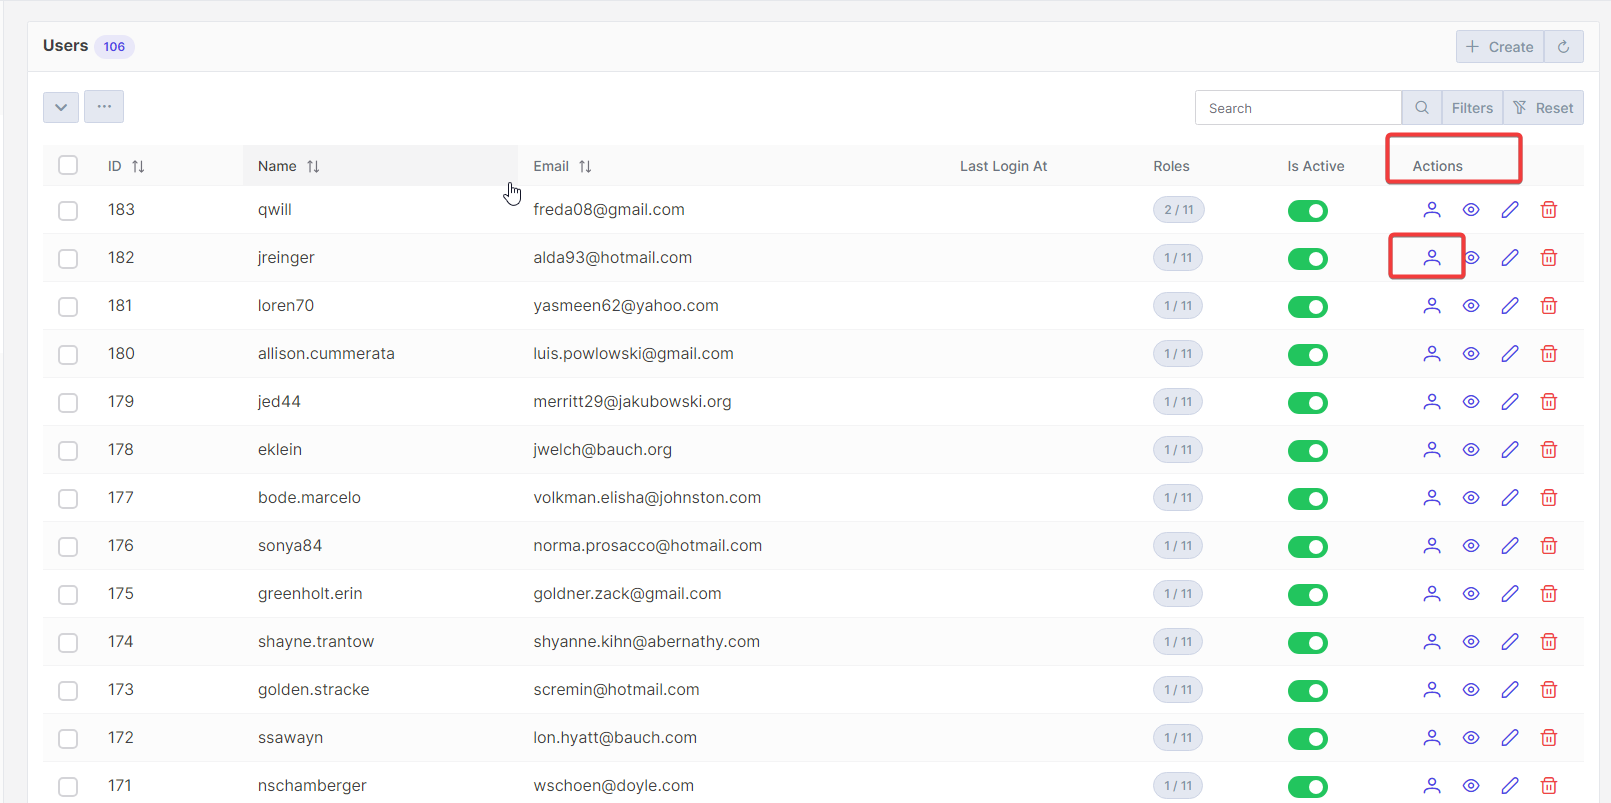 Users 106
Create
Search Filters Reset
ID Name Email Last Login At Roles Is Active Actions
183 qwill freda08@gmail.com 2 / 11
182 jreinger alda93@hotmail.com 1 / 11
181 loren70 yasmeen62@yahoo.com 1 / 11
180 allison.cummerata luis.powlowski@gmail.com 1 / 11
179 jed44 merritt29@jakubowski.org 1 / 11
178 eklein jwelch@bauch.org 1 / 11
177 bode.marcelo volkman.elisha@johnston.com 1 / 11
176 sonya84 norma.prosacco@hotmail.com 1 / 11
175 greenholt.erin goldner.zack@gmail.com 1 / 11
174 shayne.trantow shyanne.kihn@abernathy.com 1 / 11
173 golden.stracke scremin@hotmail.com 1 / 11
172 ssawayn lon.hyatt@bauch.com 1 / 11
171 nschamberger wschoen@doyle.com 1 / 11